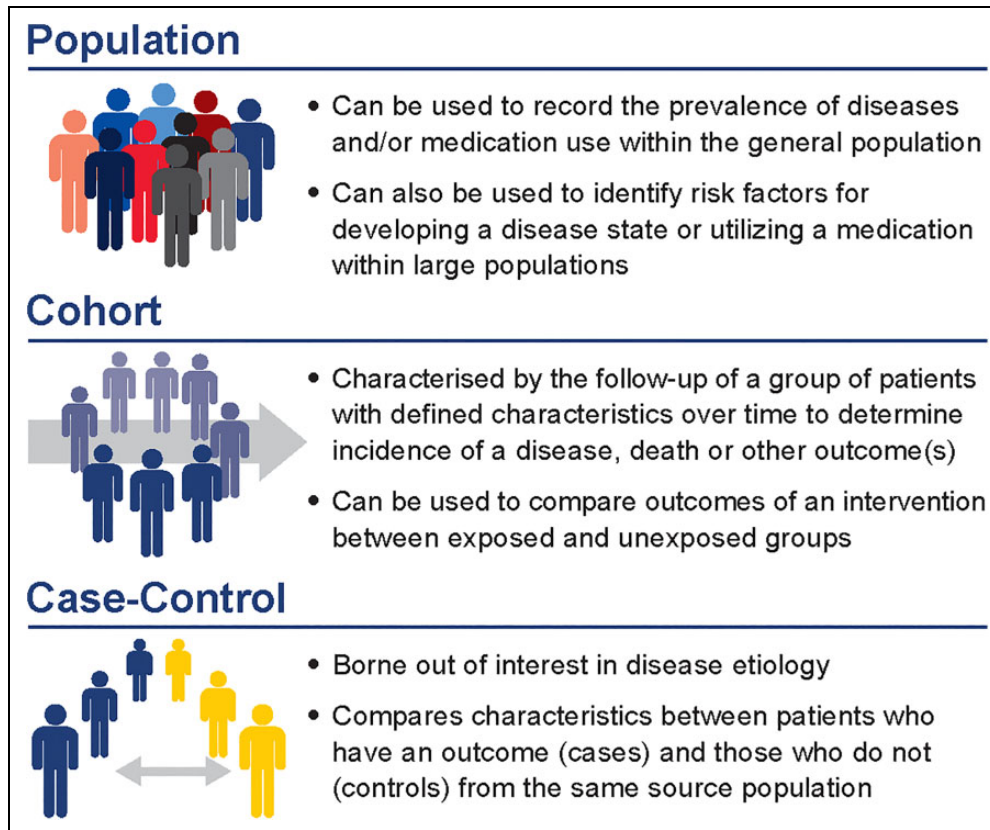 Population
• Can be used to record the prevalence of diseases
and/or medication use within the general population
• Can also be used to identify risk factors for
developing a disease state or utilizing a medication
within large populations
Cohort
• Characterised by the follow-up of a group of patients
with defined characteristics over time to determine
incidence of a disease, death or other outcome(s)
• Can be used to compare outcomes of an intervention
between exposed and unexposed groups
Case-Control
• Borne out of interest in disease etiology
• Compares characteristics between patients who
have an outcome (cases) and those who do not
(controls) from the same source population